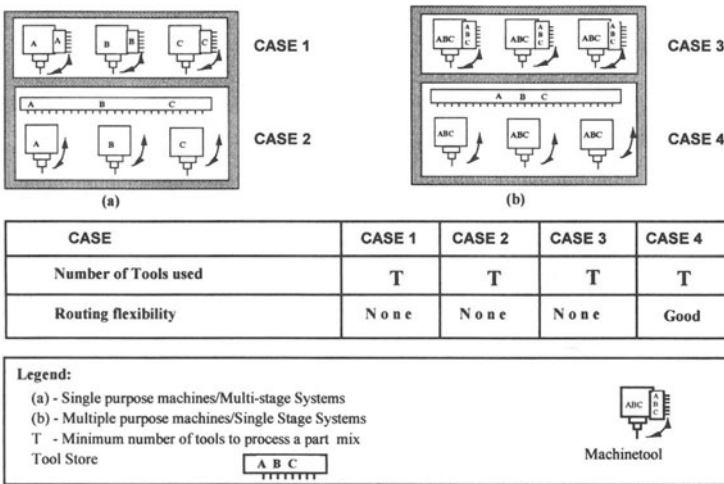 A A B B C C
CASE 1
A B C
A B C
CASE 2
(a)
ABC A B C ABC A B C ABC A B C
CASE 3
A B C
ABC ABC ABC
CASE 4
(b)
CASE CASE 1 CASE 2 CASE 3 CASE 4
Number of Tools used T T T T
Routing flexibility None None None Good
Legend:
(a) - Single purpose machines/Multi-stage Systems
(b) - Multiple purpose machines/Single Stage Systems
T - Minimum number of tools to process a part mix
Tool Store A B C
ABC A B C
Machinetool